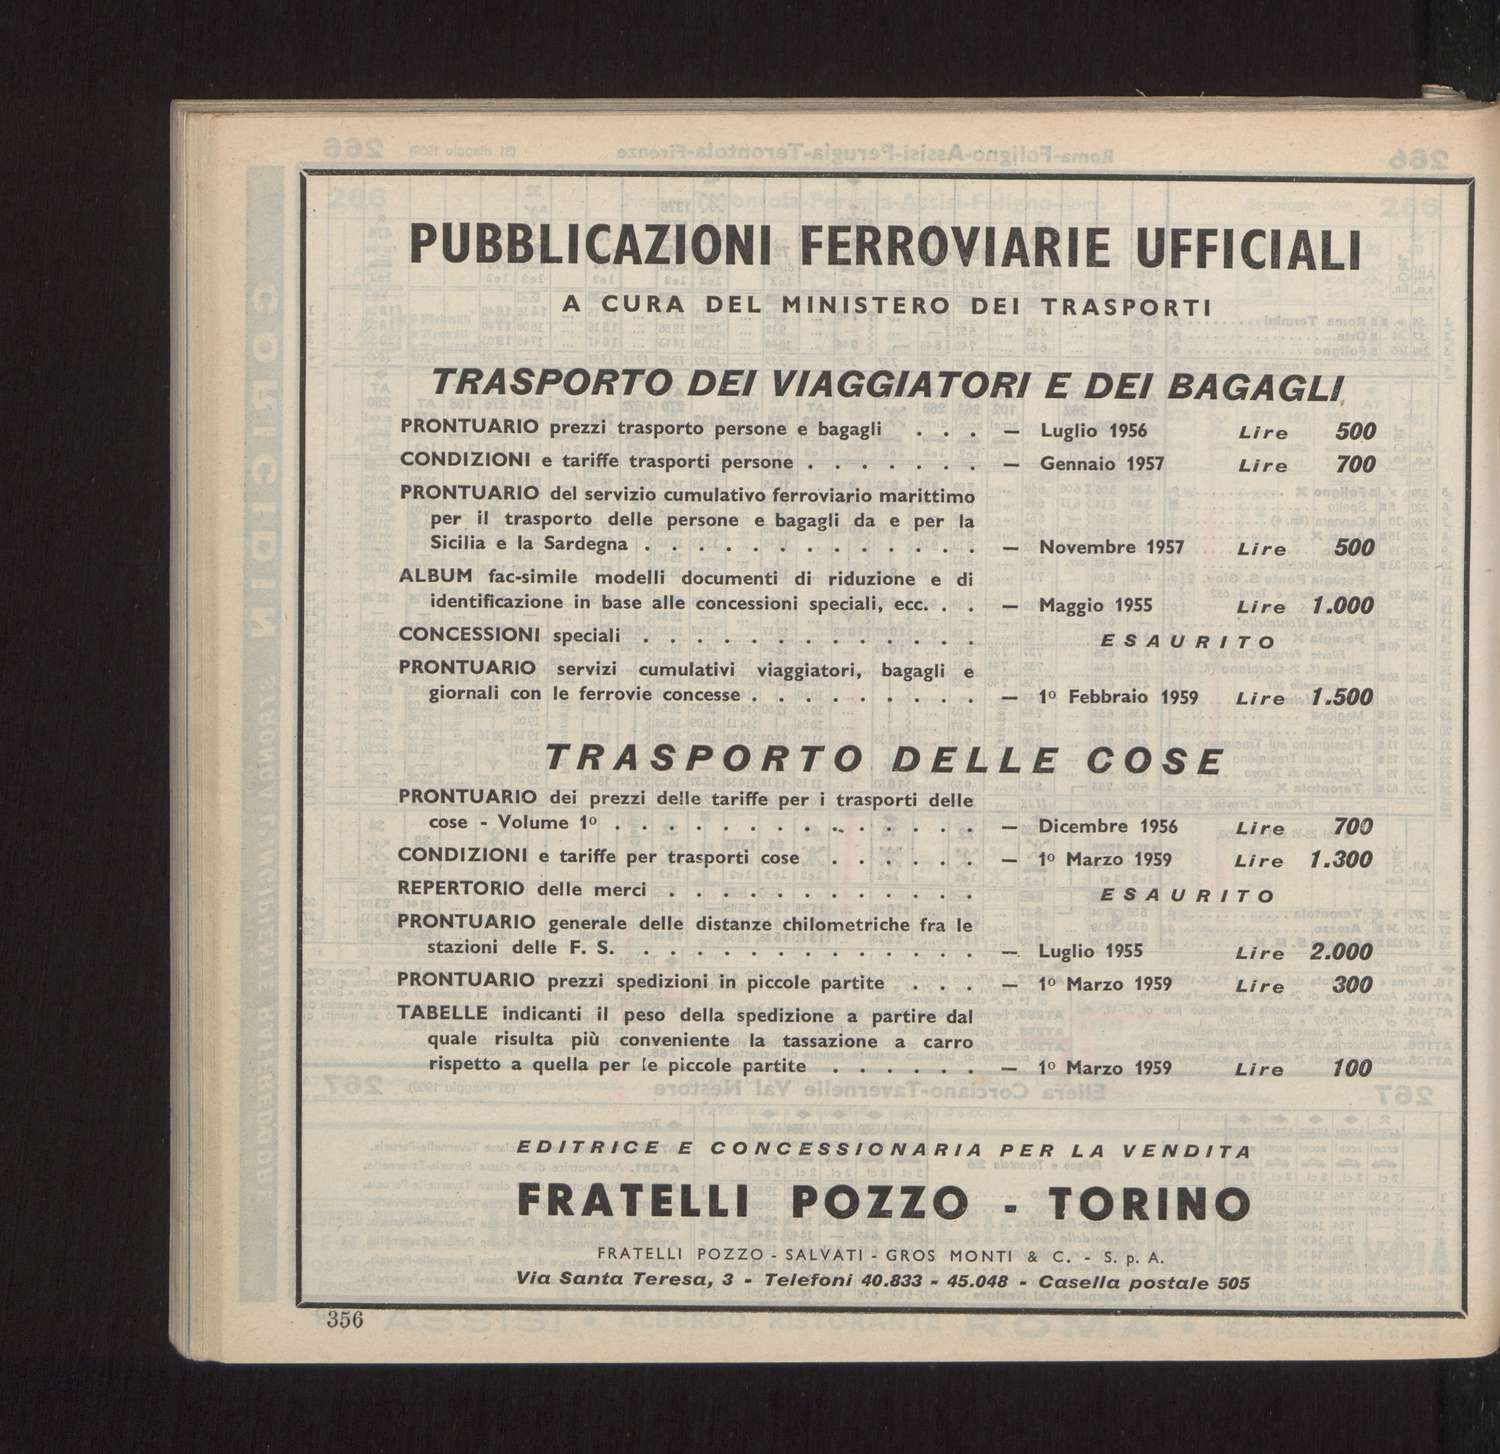 PUBBLICAZIONI FERROVIARIE UFFICIALI
A CURA DEL MINISTERO DEI TRASPORTI
TRASPORTO DEI VIAGGIATORI E DEI BAGAGLI
PRONTUARIO prezzi trasporto persone e bagagli . . . — Luglio 1956 Lire 500
CONDIZIONI e tariffe trasporti persone . . . . . . . — Gennaio 1957 Lire 700
PRONTUARIO del servizio cumulativo ferroviario marittimo
per il trasporto delle persone e bagagli da e per la
Sicilia e la Sardegna . . . . . . . . . . . . . — Novembre 1957 Lire 500
ALBUM fac-simile modelli documenti di riduzione e di
identificazione in base alle concessioni speciali, ecc. . . — Maggio 1955 Lire 1.000
CONCESSIONI speciali . . . . . . . . . . . . . ESAURITO
PRONTUARIO servizi cumulativi viaggiatori, bagagli e
giornali con le ferrovie concesse . . . . . . . . . — 1º Febbraio 1959 Lire 1.500
TRASPORTO DELLE COSE
PRONTUARIO dei prezzi delle tariffe per i trasporti delle
cose - Volume 1º . . . . . . . . . . . . . . — Dicembre 1956 Lire 700
CONDIZIONI e tariffe per trasporti cose . . . . . . — 1º Marzo 1959 Lire 1.300
REPERTORIO delle merci . . . . . . . . . . . . ESAURITO
PRONTUARIO generale delle distanze chilometriche fra le
stazioni delle F. S. . . . . . . . . . . . . . — Luglio 1955 Lire 2.000
PRONTUARIO prezzi spedizioni in piccole partite . . . — 1º Marzo 1959 Lire 300
TABELLE indicanti il peso della spedizione a partire dal
quale risulta più conveniente la tassazione a carro
rispetto a quella per le piccole partite . . . . . . — 1º Marzo 1959 Lire 100
EDITRICE E CONCESSIONARIA PER LA VENDITA
FRATELLI POZZO - TORINO
FRATELLI POZZO - SALVATI - GROS MONTI & C. - S. p. A.
Via Santa Teresa, 3 - Telefoni 40.833 - 45.048 - Casella postale 505
356